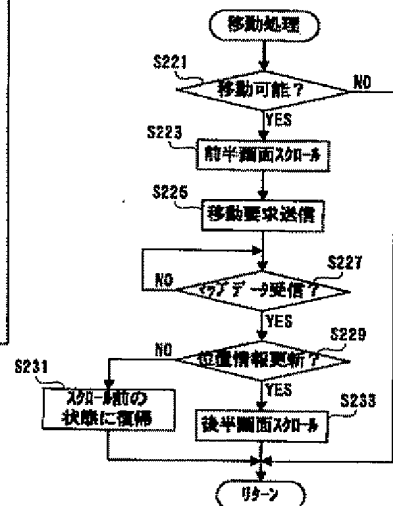 移動処理
S221
移動可能？
NO
YES
S223
前半画面スクロール
S225
移動要求送信
S227
マップデータ受信？
NO
YES
S229
位置情報更新？
NO
YES
S231
スクロール前の
状態に復帰
S233
後半画面スクロール
リターン